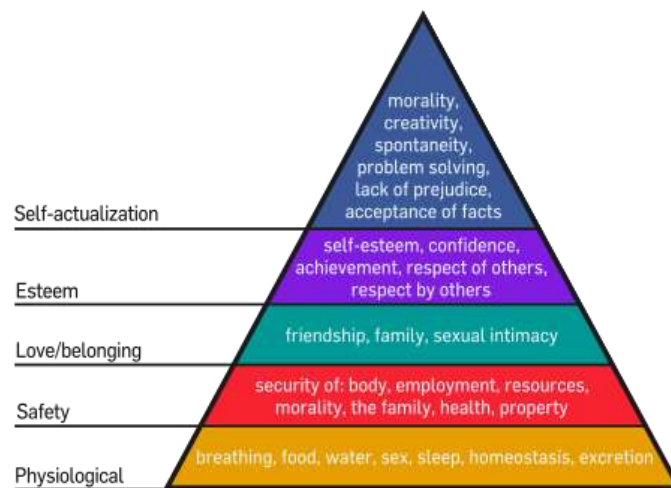 morality,
creativity,
spontaneity,
problem solving,
lack of prejudice,
acceptance of facts
Self-actualization
self-esteem, confidence,
achievement, respect of others,
respect by others
Esteem
friendship, family, sexual intimacy
Love/belonging
security of: body, employment, resources,
morality, the family, health, property
Safety
breathing, food, water, sex, sleep, homeostasis, excretion
Physiological